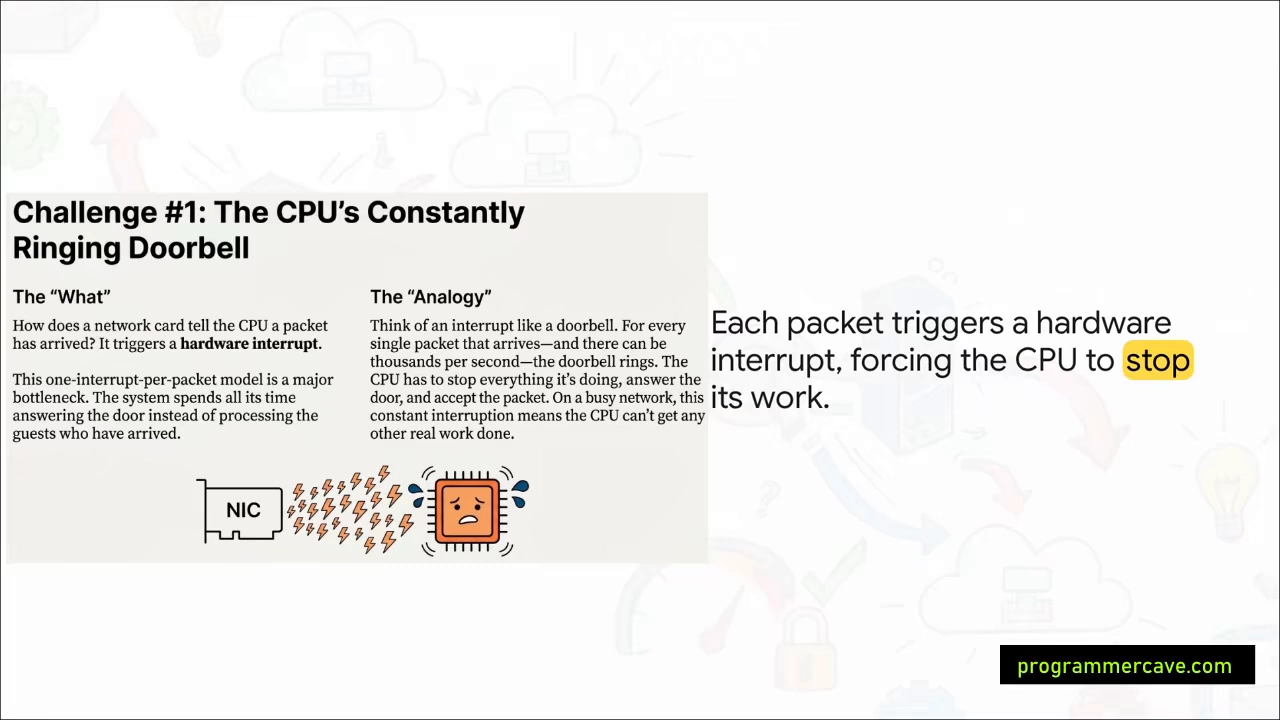 Challenge #1: The CPU’s Constantly
Ringing Doorbell
The “What”
How does a network card tell the CPU a packet
has arrived? It triggers a hardware interrupt.
This one-interrupt-per-packet model is a major
bottleneck. The system spends all its time
answering the door instead of processing the
guests who have arrived.
The “Analogy”
Think of an interrupt like a doorbell. For every
single packet that arrives—and there can be
thousands per second—the doorbell rings. The
CPU has to stop everything it’s doing, answer the
door, and accept the packet. On a busy network, this
constant interruption means the CPU can’t get any
other real work done.
NIC
Each packet triggers a hardware
interrupt, forcing the CPU to stop
its work.
programmercave.com